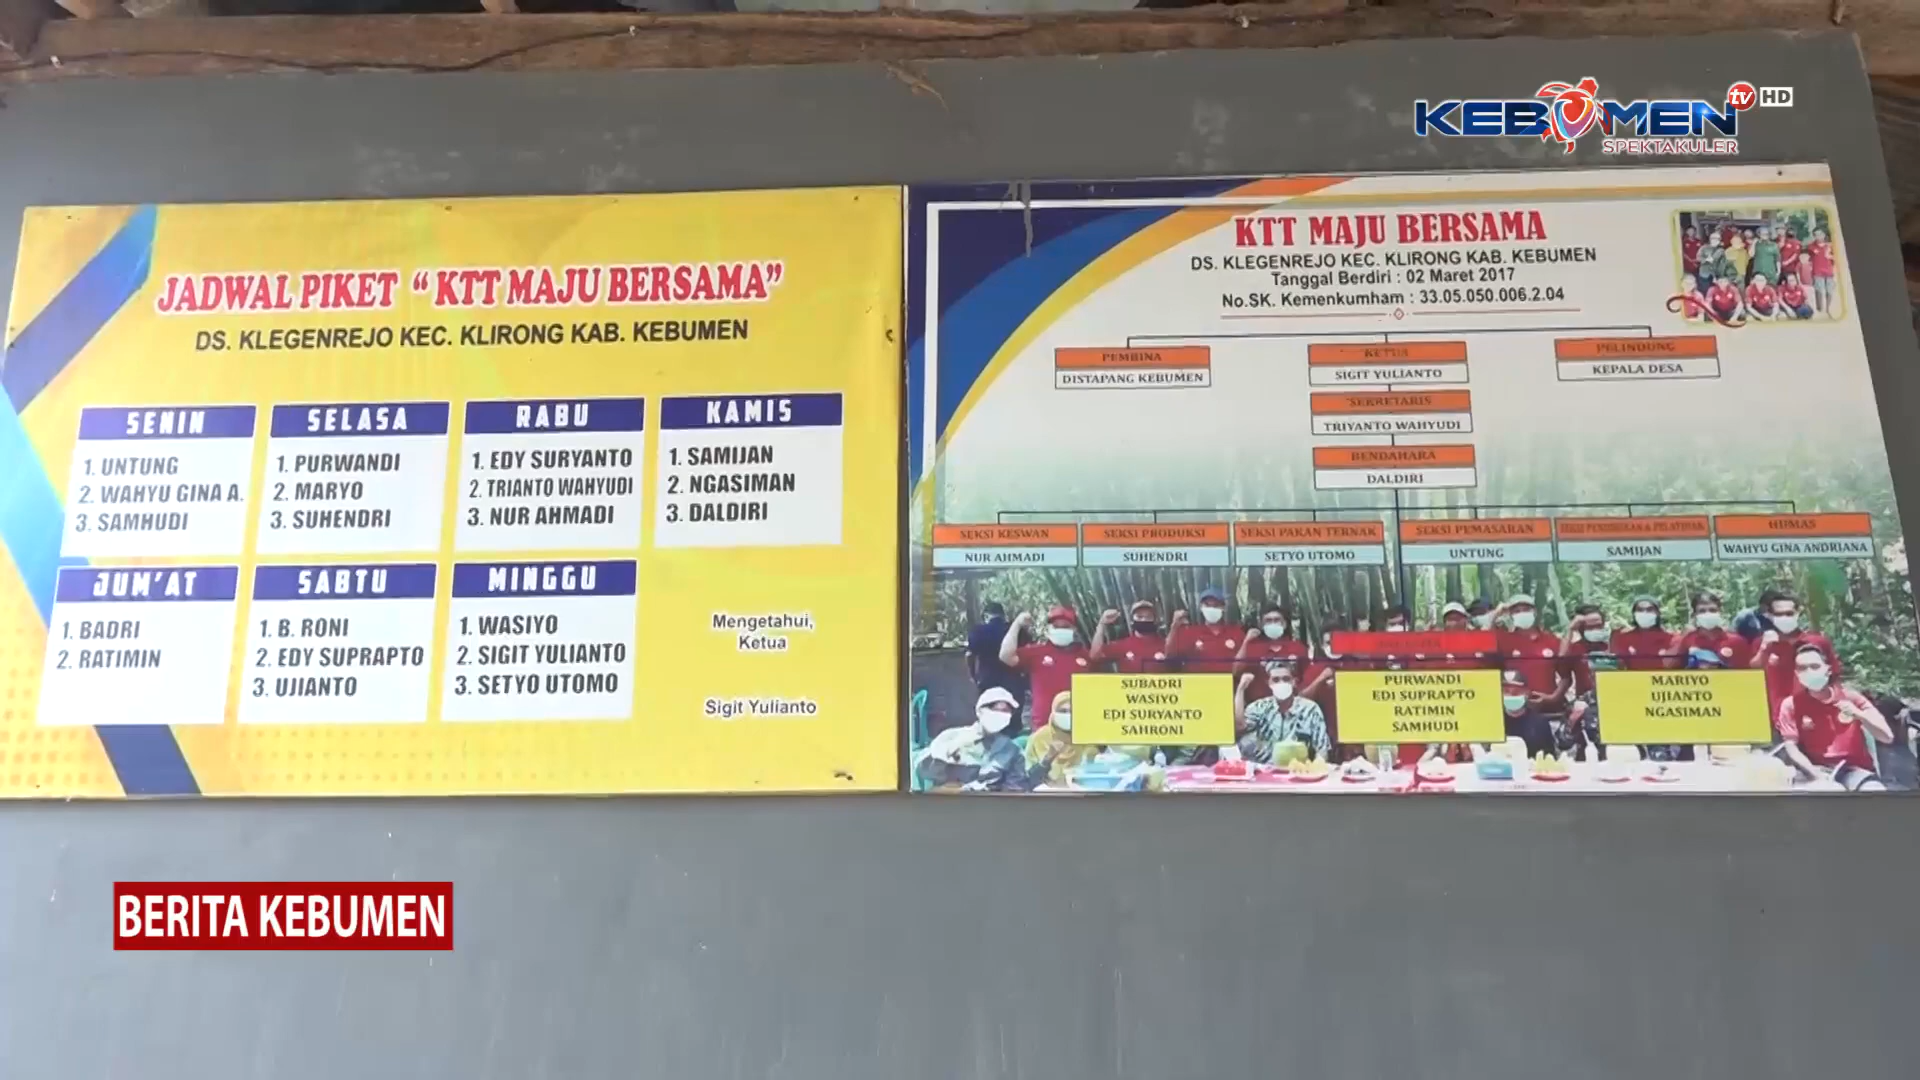 KEBUMEN tv HD
SPEKTAKULER
JADWAL PIKET “ KTT MAJU BERSAMA”
DS. KLEGENREJO KEC. KLIRONG KAB. KEBUMEN
SENIN
1. UNTUNG
2. WAHYU GINA A.
3. SAMHUDI
SELASA
1. PURWANDI
2. MARYO
3. SUHENDRI
RABU
1. EDY SURYANTO
2. TRIANTO WAHYUDI
3. NUR AHMADI
KAMIS
1. SAMIJAN
2. NGASIMAN
3. DALDIRI
JUM'AT
1. BADRI
2. RATIMIN
SABTU
1. B. RONI
2. EDY SUPRAPTO
3. UJIANTO
MINGGU
1. WASIYO
2. SIGIT YULIANTO
3. SETYO UTOMO
Mengetahui,
Ketua
Sigit Yulianto
KTT MAJU BERSAMA
DS. KLEGENREJO KEC. KLIRONG KAB. KEBUMEN
Tanggal Berdiri : 02 Maret 2017
No.SK. Kemenkumham : 33.05.050.006.2.04
PEMBINA
DISTAPANG KEBUMEN
KETUA
SIGIT YULIANTO
PELINDUNG
KEPALA DESA
SEKRETARIS
TRIYANTO WAHYUDI
BENDAHARA
DALDIRI
SEKSI KESWAN
NUR AHMADI
SEKSI PRODUKSI
SUHENDRI
SEKSI PAKAN TERNAK
SETYO UTOMO
SEKSI PEMASARAN
UNTUNG
SEKSI PENDIDIKAN & PELATIHAN
SAMIJAN
HUMAS
WAHYU GINA ANDRIANA
SUBADRI
WASIYO
EDI SURYANTO
SAHRONI
PURWANDI
EDI SUPRAPTO
RATIMIN
SAMHUDI
MARIYO
UJIANTO
NGASIMAN
BERITA KEBUMEN